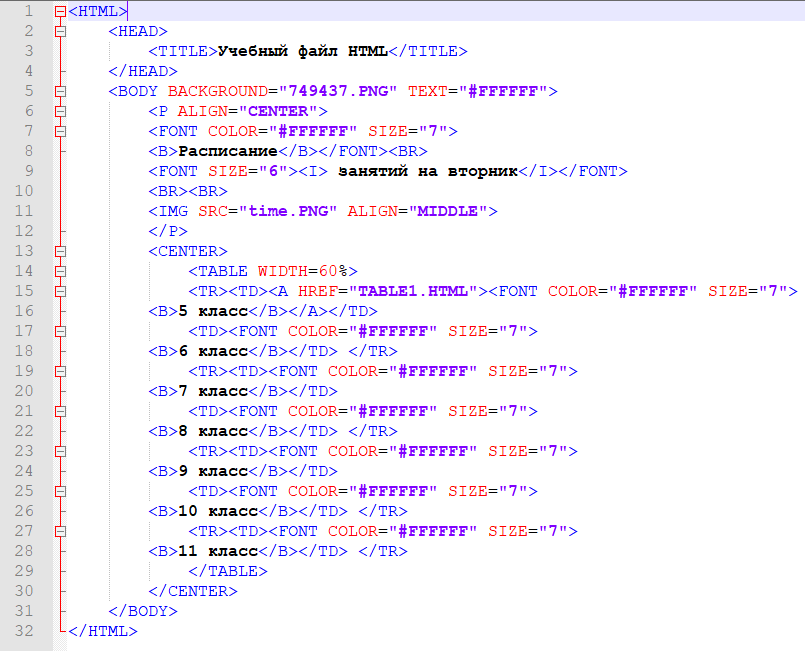 1 <HTML>
2 <HEAD>
3 <TITLE>Учебный файл HTML</TITLE>
4 </HEAD>
5 <BODY BACKGROUND="749437.PNG" TEXT="#FFFFFF">
6 <P ALIGN="CENTER">
7 <FONT COLOR="#FFFFFF" SIZE="7">
8 <B>Расписание</B></FONT><BR>
9 <FONT SIZE="6"><I> занятий на вторник</I></FONT>
10 <BR><BR>
11 <IMG SRC="time.PNG" ALIGN="MIDDLE">
12 </P>
13 <CENTER>
14 <TABLE WIDTH=60%>
15 <TR><TD><A HREF="TABLE1.HTML"><FONT COLOR="#FFFFFF" SIZE="7">
16 <B>5 класс</B></A></TD>
17 <TD><FONT COLOR="#FFFFFF" SIZE="7">
18 <B>6 класс</B></TD> </TR>
19 <TR><TD><FONT COLOR="#FFFFFF" SIZE="7">
20 <B>7 класс</B></TD>
21 <TD><FONT COLOR="#FFFFFF" SIZE="7">
22 <B>8 класс</B></TD> </TR>
23 <TR><TD><FONT COLOR="#FFFFFF" SIZE="7">
24 <B>9 класс</B></TD>
25 <TD><FONT COLOR="#FFFFFF" SIZE="7">
26 <B>10 класс</B></TD> </TR>
27 <TR><TD><FONT COLOR="#FFFFFF" SIZE="7">
28 <B>11 класс</B></TD> </TR>
29 </TABLE>
30 </CENTER>
31 </BODY>
32 </HTML>